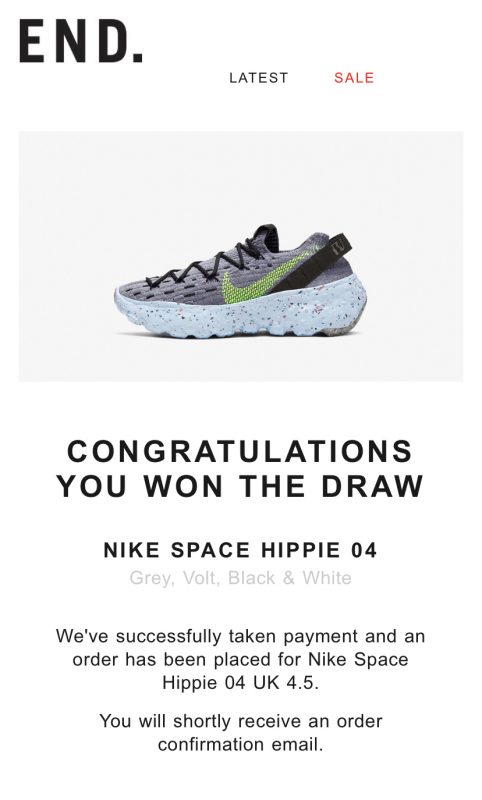 END.
LATEST SALE
CONGRATULATIONS
YOU WON THE DRAW
NIKE SPACE HIPPIE 04
Grey, Volt, Black & White
We've successfully taken payment and an
order has been placed for Nike Space
Hippie 04 UK 4.5.
You will shortly receive an order
confirmation email.